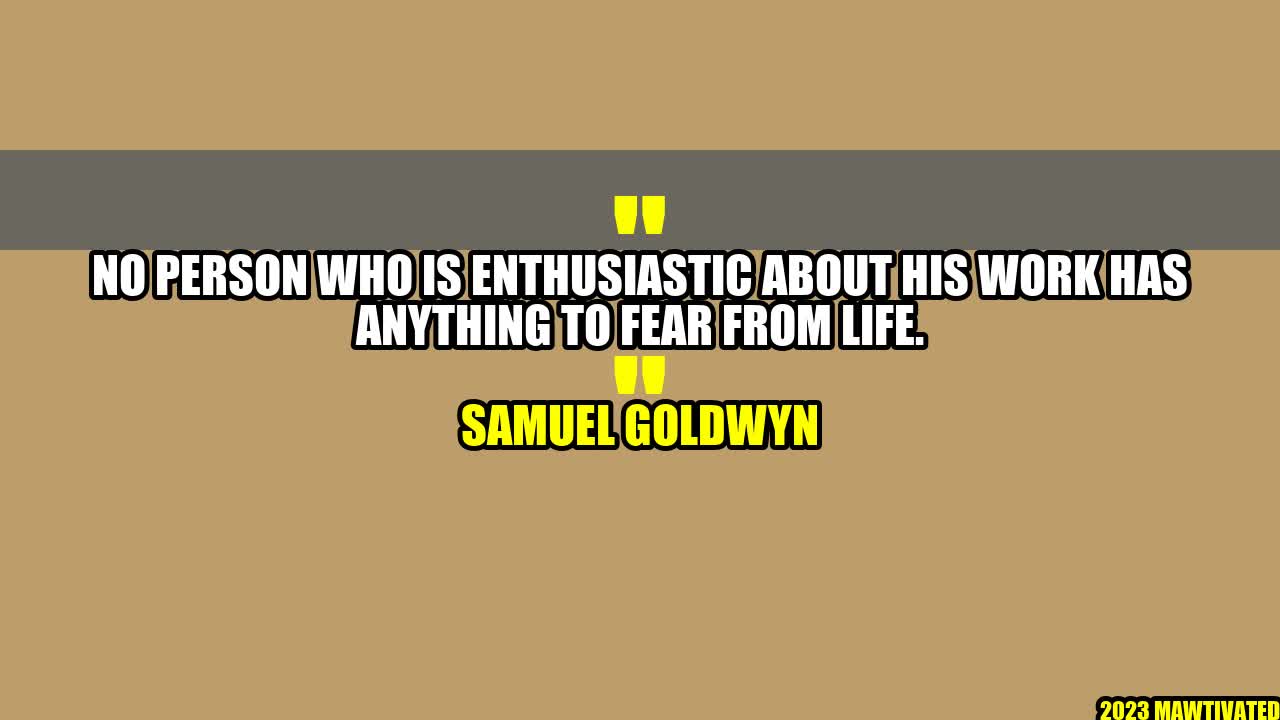 "
NO PERSON WHO IS ENTHUSIASTIC ABOUT HIS WORK HAS
ANYTHING TO FEAR FROM LIFE.
"
SAMUEL GOLDWYN
2023 MAWTIVATED